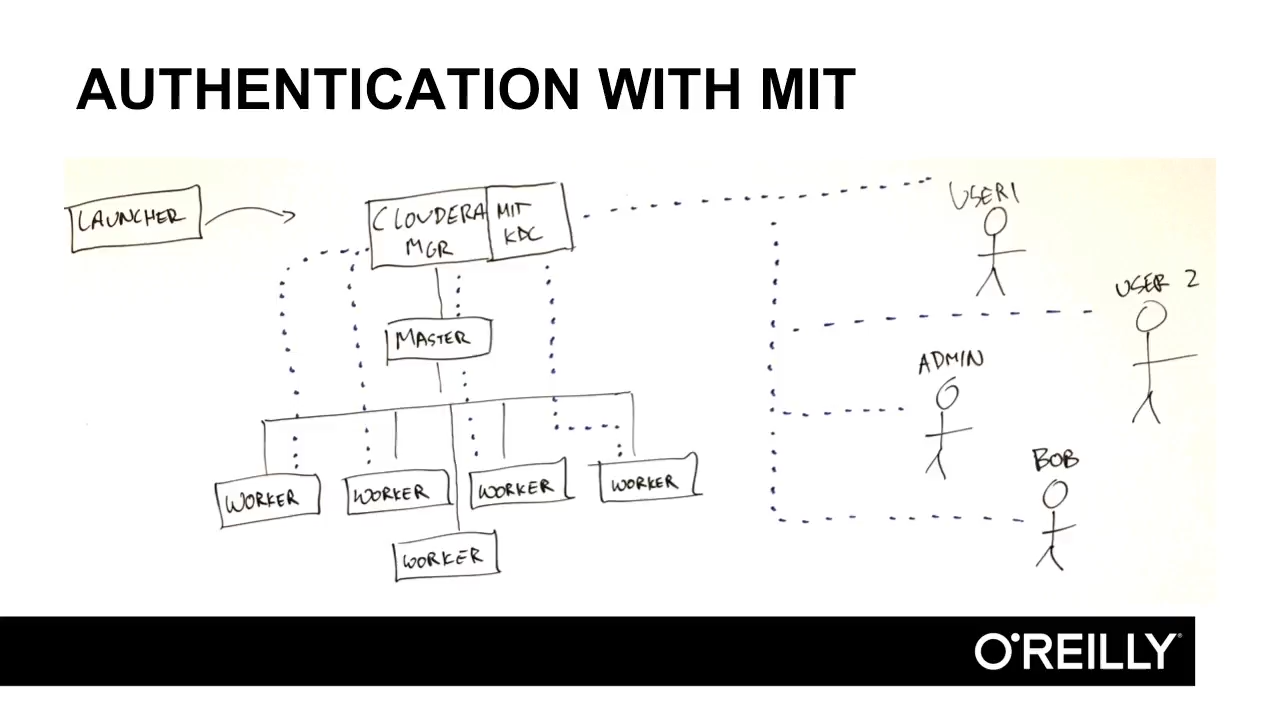 AUTHENTICATION WITH MIT
LAUNCHER
CLOUDERA
MGR
MIT
KDC
USER1
USER 2
MASTER
ADMIN
BOB
WORKER
WORKER
WORKER
WORKER
WORKER
O'REILLY®